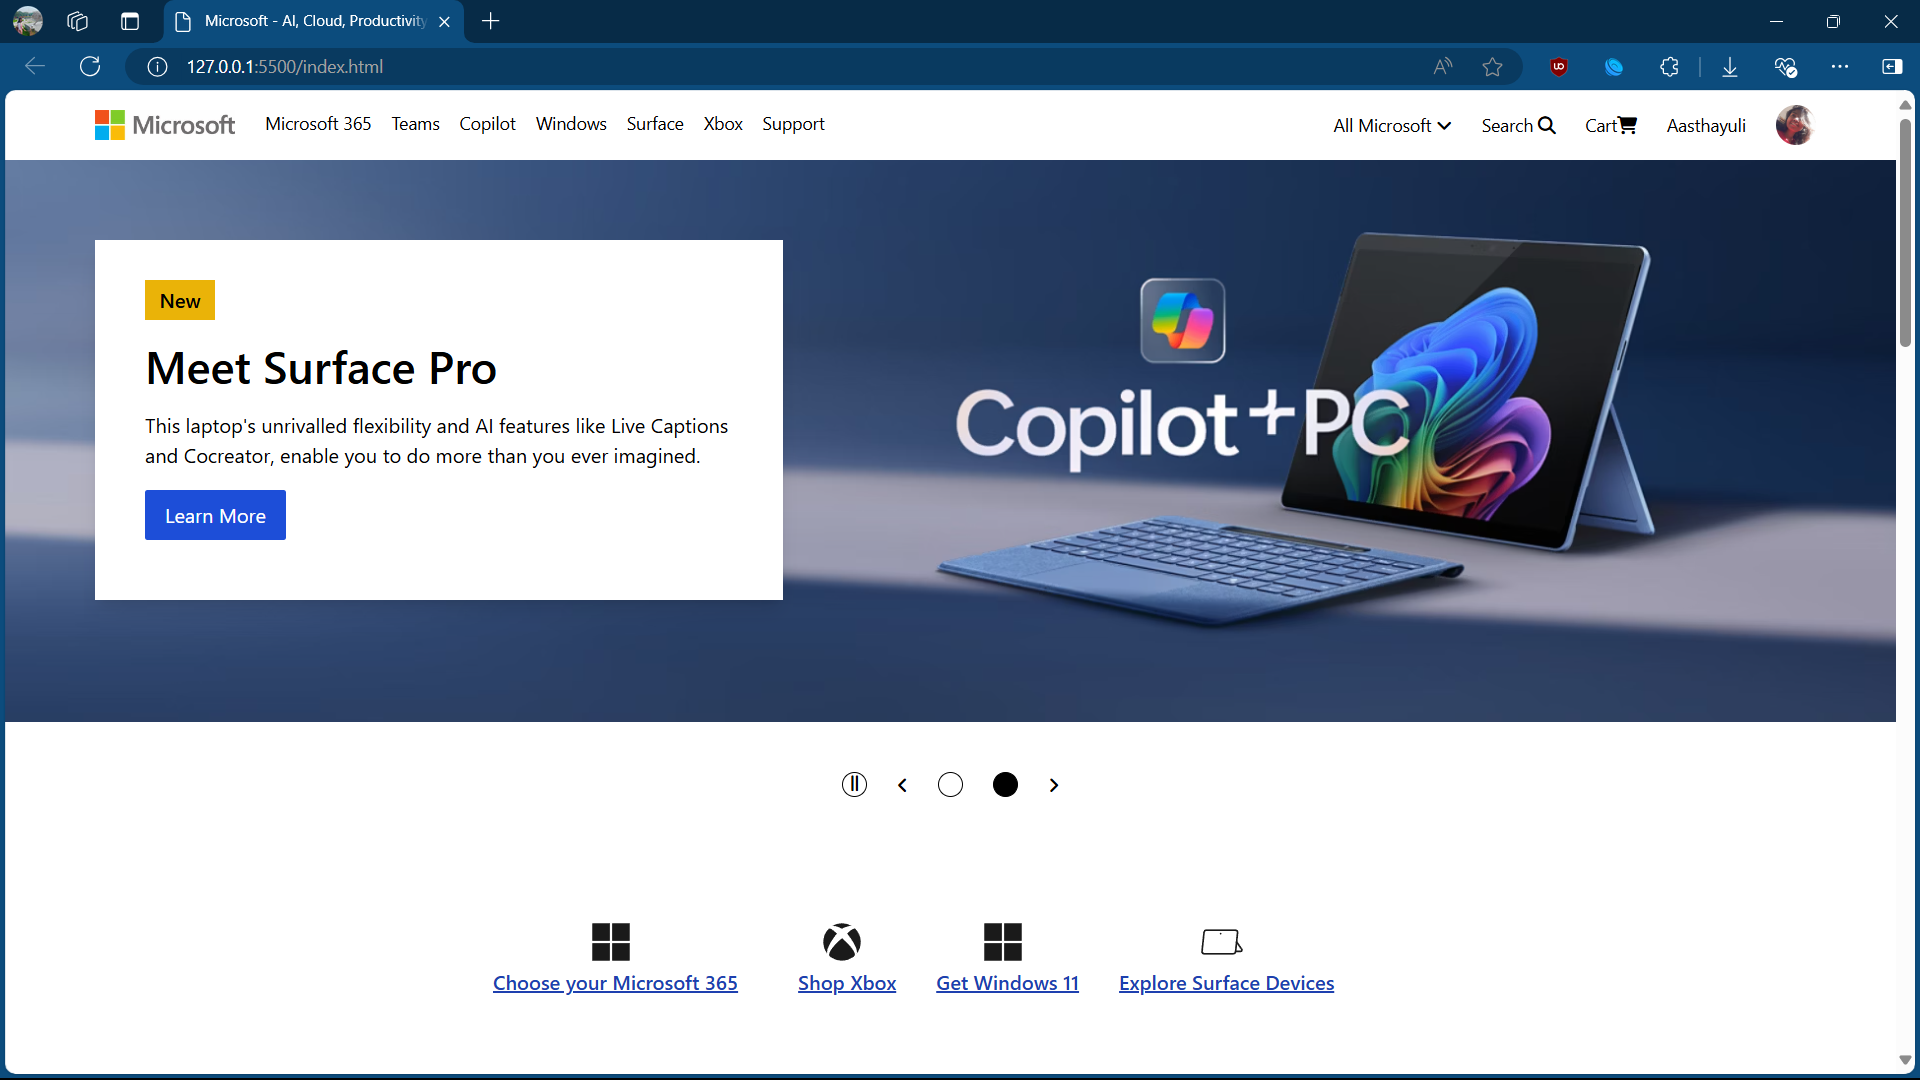 Microsoft - AI, Cloud, Productivity
127.0.0.1:5500/index.html
Microsoft Microsoft 365 Teams Copilot Windows Surface Xbox Support All Microsoft Search Cart Aasthayuli
New
Meet Surface Pro
This laptop's unrivalled flexibility and AI features like Live Captions
and Cocreator, enable you to do more than you ever imagined.
Learn More
Copilot+PC
Choose your Microsoft 365 Shop Xbox Get Windows 11 Explore Surface Devices